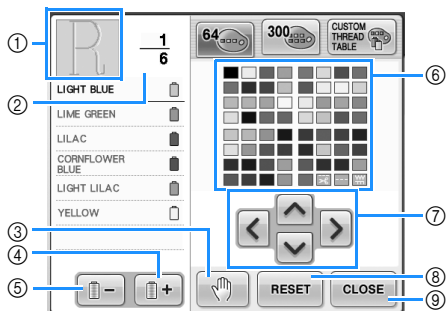 ①
R
②
1
6
64
300
CUSTOM
THREAD
TABLE
⑥
LIGHT BLUE
LIME GREEN
LILAC
CORNFLOWER
BLUE
LIGHT LILAC
YELLOW
③
④
⑤
⑦
− +
RESET
CLOSE
⑧
⑨